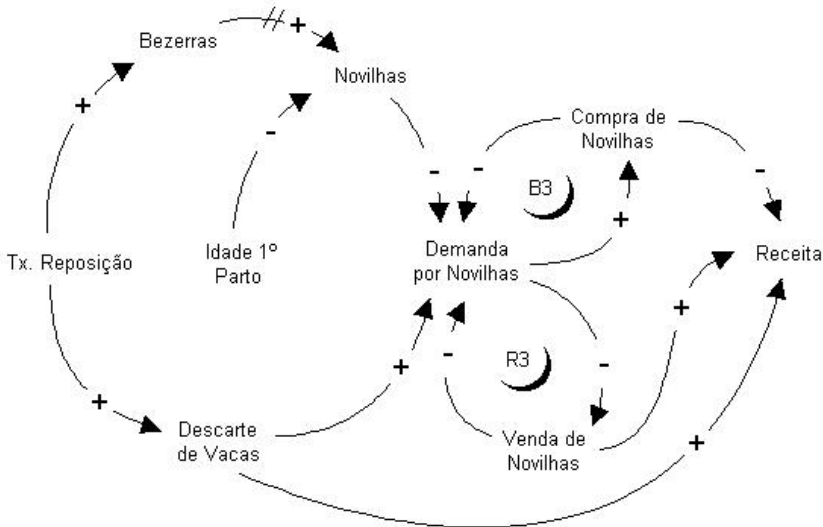 Bezerras
+
+
Novilhas
-
-
Compra de
Novilhas
-
-
B3
+
Tx. Reposição
Idade 1º
Parto
Demanda
por Novilhas
Receita
+
R3
-
-
+
+
Descarte
de Vacas
Venda de
Novilhas
+